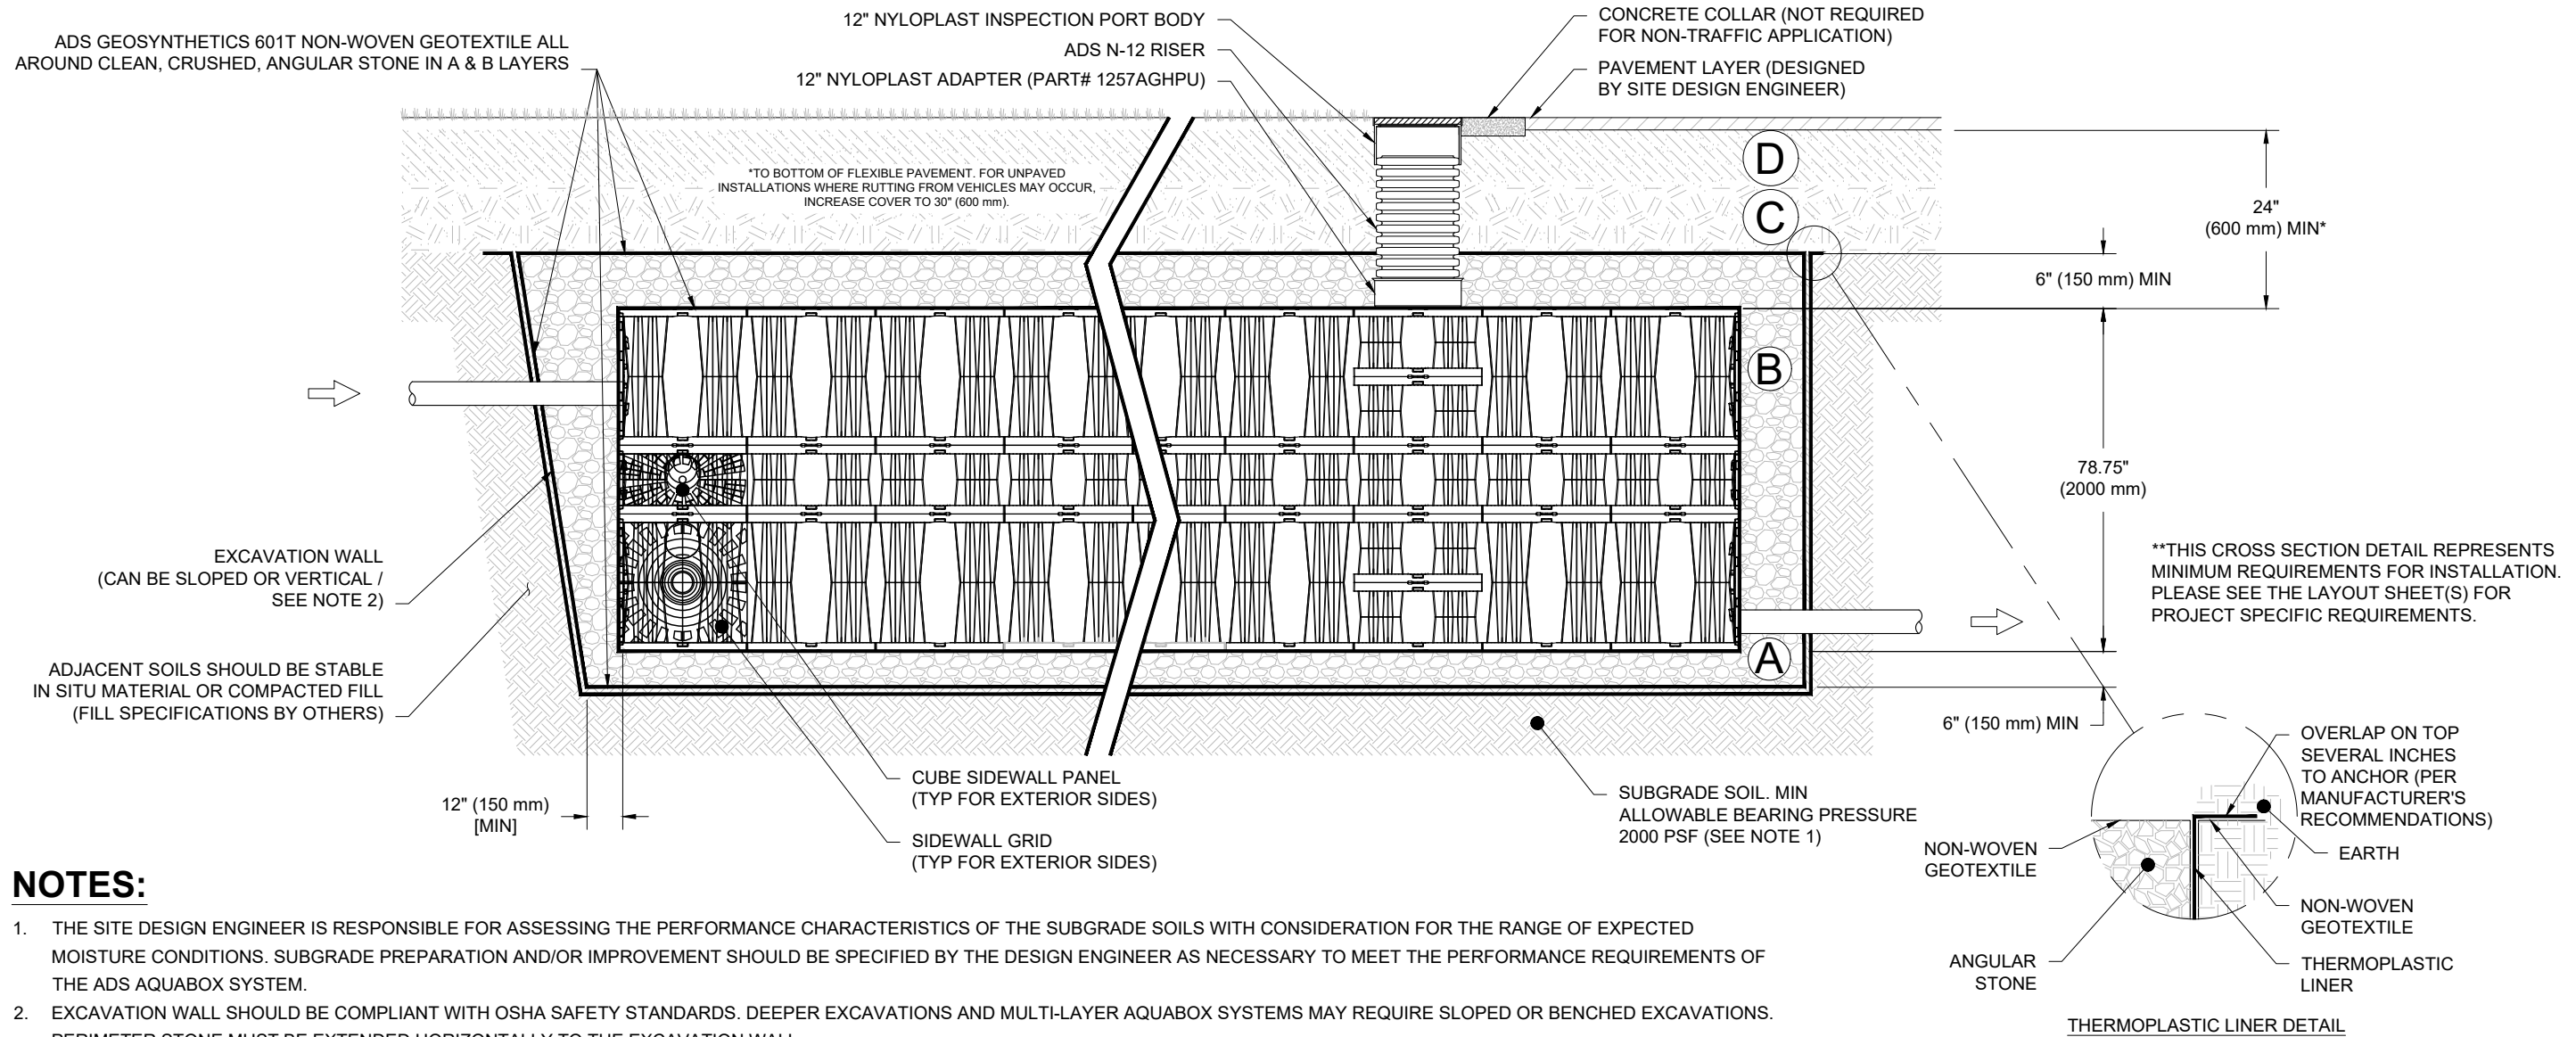 ADS GEOSYNTHETICS 601T NON-WOVEN GEOTEXTILE ALL
AROUND CLEAN, CRUSHED, ANGULAR STONE IN A & B LAYERS
12" NYLOPLAST INSPECTION PORT BODY
ADS N-12 RISER
12" NYLOPLAST ADAPTER (PART# 1257AGHPU)
CONCRETE COLLAR (NOT REQUIRED
FOR NON-TRAFFIC APPLICATION)
PAVEMENT LAYER (DESIGNED
BY SITE DESIGN ENGINEER)
*TO BOTTOM OF FLEXIBLE PAVEMENT. FOR UNPAVED
INSTALLATIONS WHERE RUTTING FROM VEHICLES MAY OCCUR,
INCREASE COVER TO 30" (600 mm).
D
C
B
A
24"
(600 mm) MIN*
6" (150 mm) MIN
78.75"
(2000 mm)
**THIS CROSS SECTION DETAIL REPRESENTS
MINIMUM REQUIREMENTS FOR INSTALLATION.
PLEASE SEE THE LAYOUT SHEET(S) FOR
PROJECT SPECIFIC REQUIREMENTS.
6" (150 mm) MIN
EXCAVATION WALL
(CAN BE SLOPED OR VERTICAL /
SEE NOTE 2)
ADJACENT SOILS SHOULD BE STABLE
IN SITU MATERIAL OR COMPACTED FILL
(FILL SPECIFICATIONS BY OTHERS)
12" (150 mm)
[MIN]
CUBE SIDEWALL PANEL
(TYP FOR EXTERIOR SIDES)
SIDEWALL GRID
(TYP FOR EXTERIOR SIDES)
SUBGRADE SOIL. MIN
ALLOWABLE BEARING PRESSURE
2000 PSF (SEE NOTE 1)
OVERLAP ON TOP
SEVERAL INCHES
TO ANCHOR (PER
MANUFACTURER'S
RECOMMENDATIONS)
EARTH
NON-WOVEN
GEOTEXTILE
NON-WOVEN
GEOTEXTILE
ANGULAR
STONE
THERMOPLASTIC
LINER
THERMOPLASTIC LINER DETAIL
NOTES:
1. THE SITE DESIGN ENGINEER IS RESPONSIBLE FOR ASSESSING THE PERFORMANCE CHARACTERISTICS OF THE SUBGRADE SOILS WITH CONSIDERATION FOR THE RANGE OF EXPECTED
MOISTURE CONDITIONS. SUBGRADE PREPARATION AND/OR IMPROVEMENT SHOULD BE SPECIFIED BY THE DESIGN ENGINEER AS NECESSARY TO MEET THE PERFORMANCE REQUIREMENTS OF
THE ADS AQUABOX SYSTEM.
2. EXCAVATION WALL SHOULD BE COMPLIANT WITH OSHA SAFETY STANDARDS. DEEPER EXCAVATIONS AND MULTI-LAYER AQUABOX SYSTEMS MAY REQUIRE SLOPED OR BENCHED EXCAVATIONS.
PERIMETER STONE MUST BE EXTENDED HORIZONTALLY TO THE EXCAVATION WALL